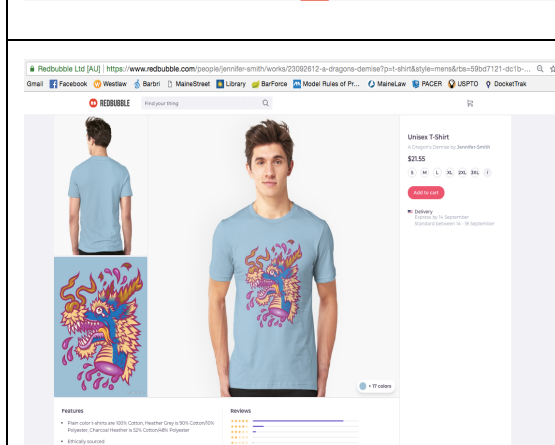 Redbubble Ltd [AU] | https://www.redbubble.com/people/jennifer-smith/works/23092612-a-dragons-demise?p=t-shirt&style=mens&rbs=59bd7121-dc1b-...
Gmail Facebook Westlaw Barbri MaineStreet Library BarForce Model Rules of Pr... MaineLaw PACER USPTO DocketTrak
REDBUBBLE Find your thing
Unisex T-Shirt
A Dragon's Demise by Jennifer-Smith
$21.55
S M L XL 2XL 3XL i
Add to cart
Delivery
Express by 14 September
Standard between 14 - 19 September
+ 17 colors
Features
Plain color t-shirts are 100% Cotton, Heather Grey is 90% Cotton/10%
Polyester, Charcoal Heather is 52% Cotton/48% Polyester
Ethically sourced
Reviews